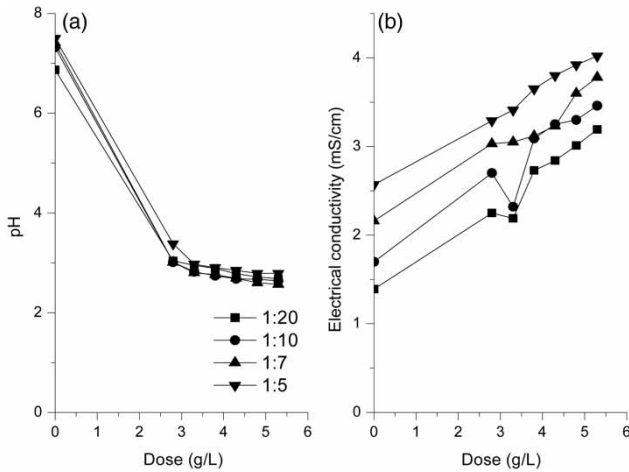 (a)
8
6
4
2
0
pH
0 1 2 3 4 5 6
Dose (g/L)
1:20
1:10
1:7
1:5
(b)
4
3
2
1
0
Electrical conductivity (mS/cm)
0 1 2 3 4 5 6
Dose (g/L)